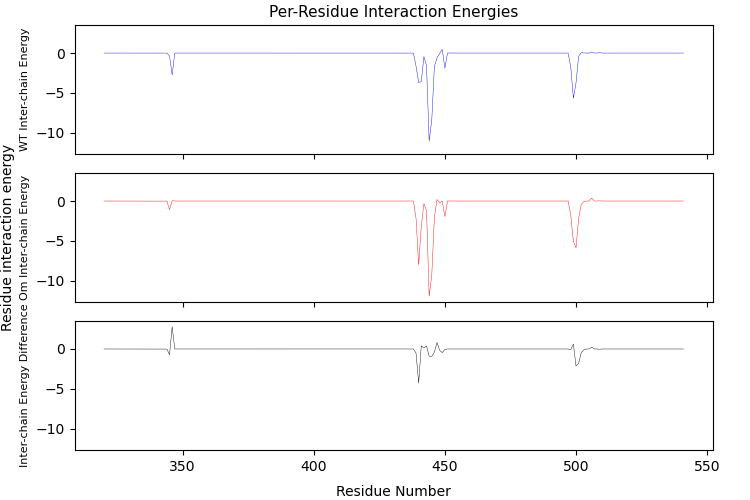 Per-Residue Interaction Energies
Residue interaction energy
WT Inter-chain Energy
0
−5
−10
Om Inter-chain Energy
0
−5
−10
Inter-chain Energy Difference
0
−5
−10
350
400
450
500
550
Residue Number